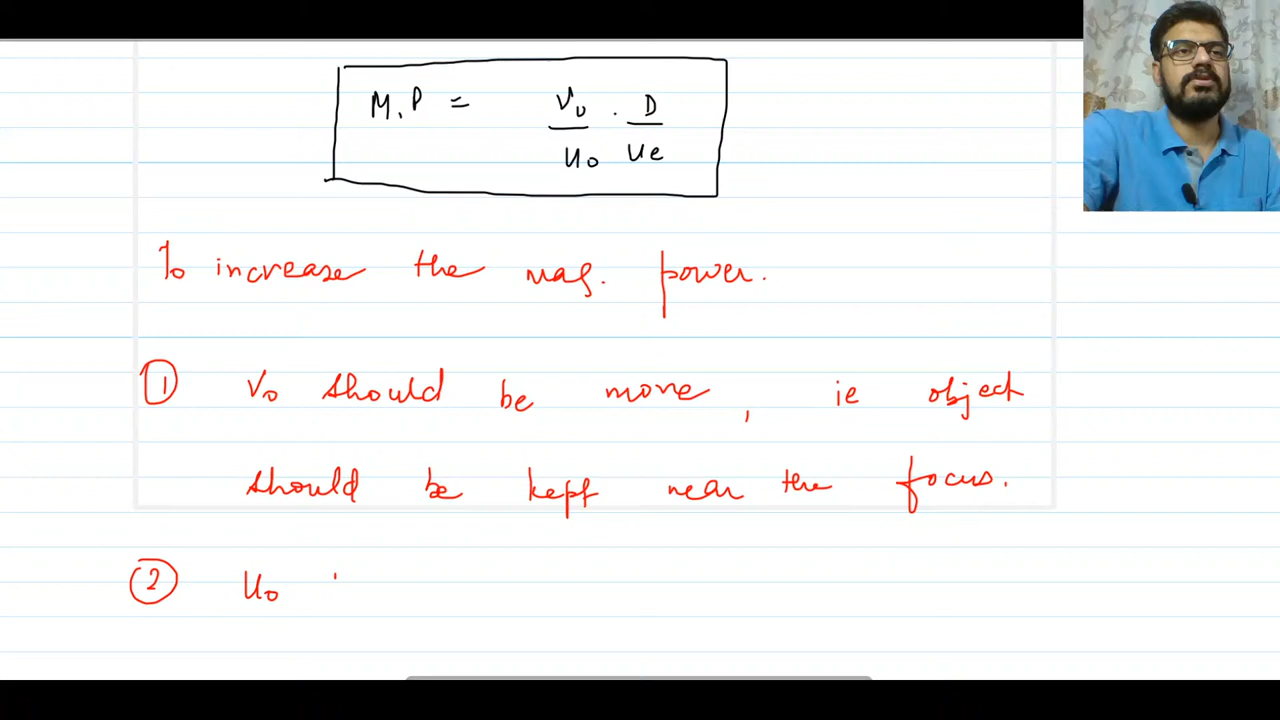 M.P = v₀/u₀ . D/ue
To increase the mag. power.
① v₀ should be more, ie object
should be kept near the focus.
② u₀